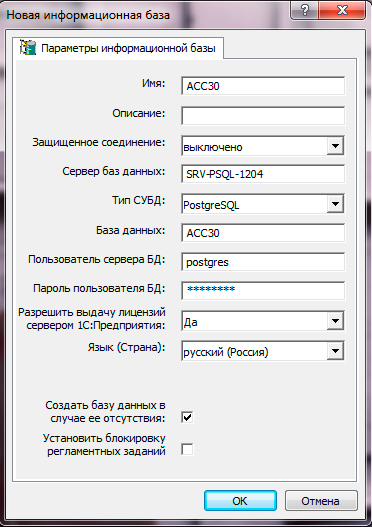 Новая информационная база
Параметры информационной базы
Имя: ACC30
Описание:
Защищенное соединение: выключено
Сервер баз данных: SRV-PSQL-1204
Тип СУБД: PostgreSQL
База данных: ACC30
Пользователь сервера БД: postgres
Пароль пользователя БД: ********
Разрешить выдачу лицензий
сервером 1С:Предприятия: Да
Язык (Страна): русский (Россия)
Создать базу данных в
случае ее отсутствия:
Установить блокировку
регламентных заданий
OK Отмена